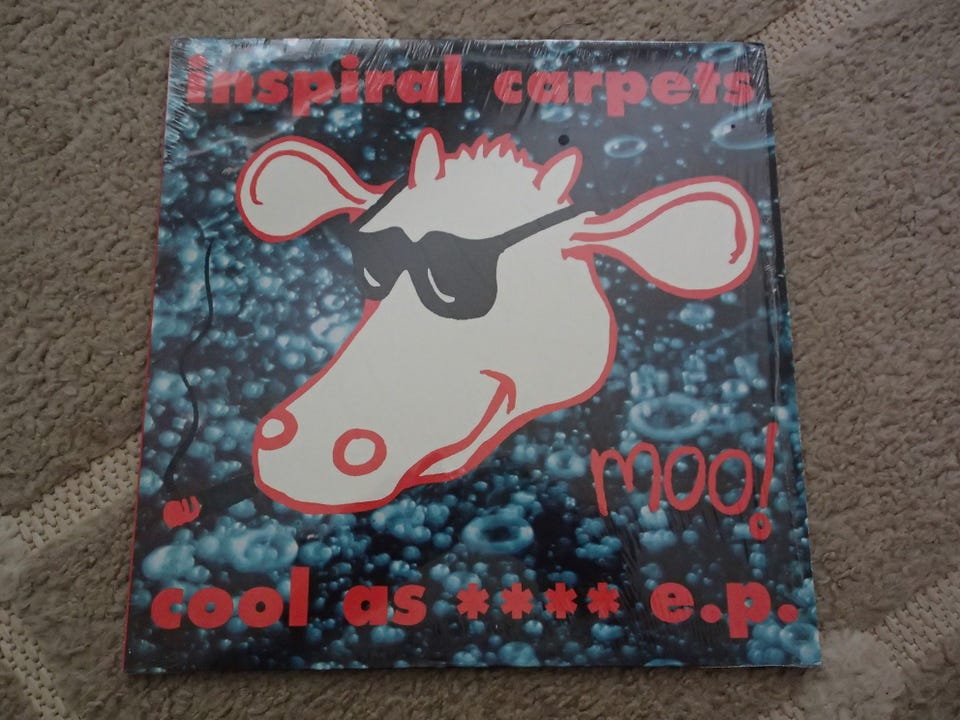 inspiral carpets
moo!
cool as **** e.p.